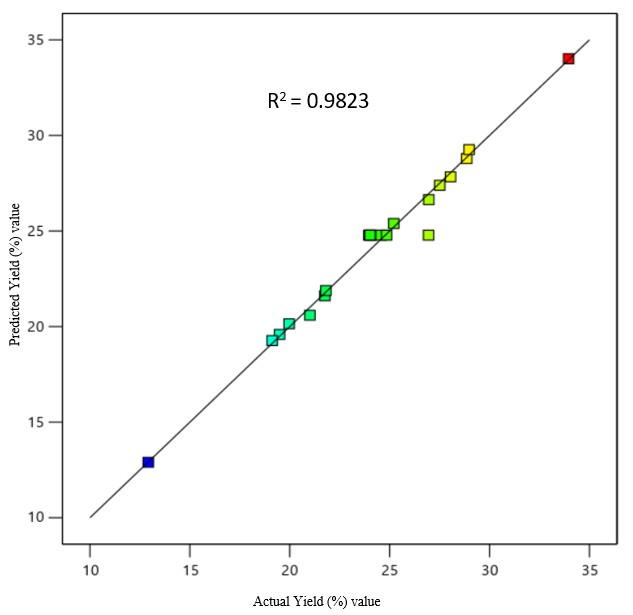 35
30
25
20
15
10
R² = 0.9823
Predicted Yield (%) value
10 15 20 25 30 35
Actual Yield (%) value